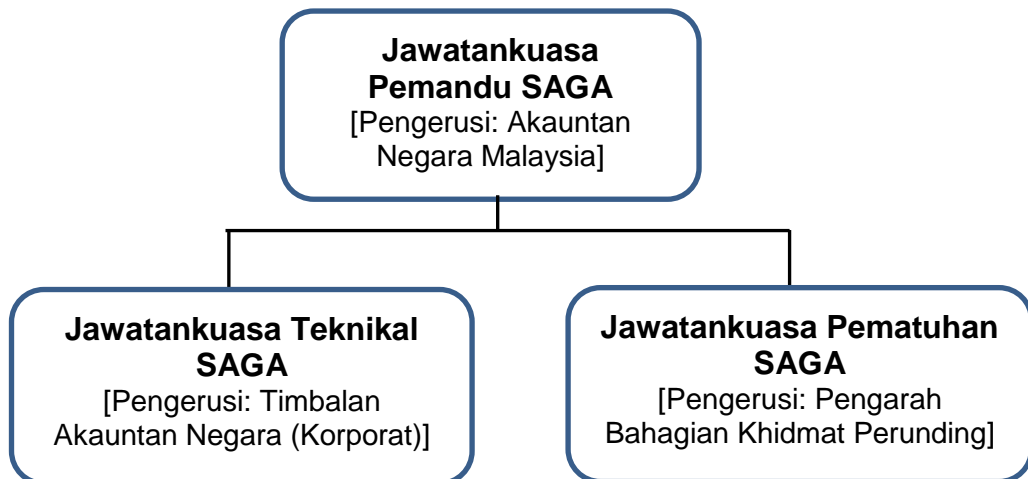 Jawatankuasa
Pemandu SAGA
[Pengerusi: Akauntan
Negara Malaysia]
Jawatankuasa Teknikal
SAGA
[Pengerusi: Timbalan
Akauntan Negara (Korporat)]
Jawatankuasa Pematuhan
SAGA
[Pengerusi: Pengarah
Bahagian Khidmat Perunding]